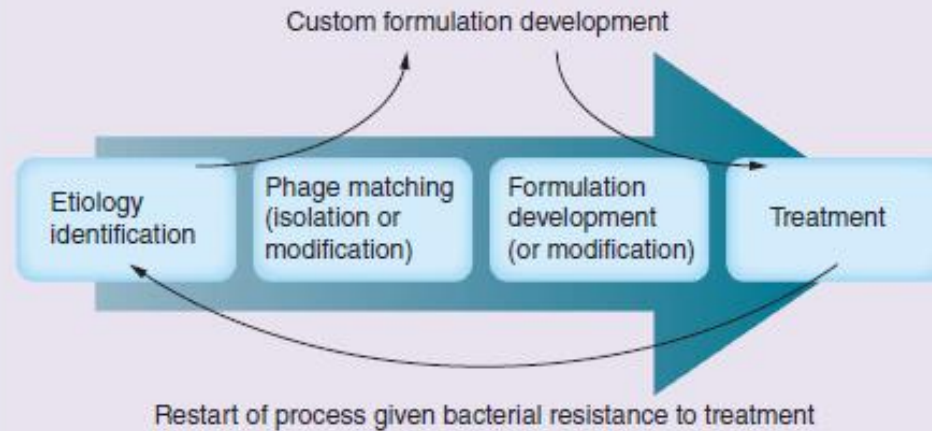 Custom formulation development
Etiology
identification
Phage matching
(isolation or
modification)
Formulation
development
(or modification)
Treatment
Restart of process given bacterial resistance to treatment